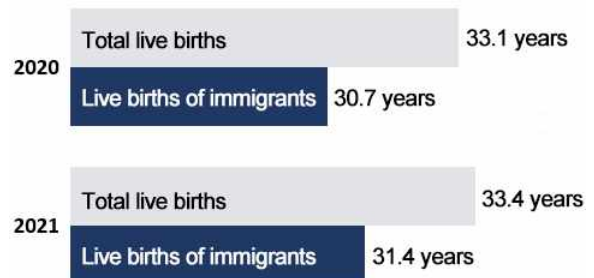 Total live births 33.1 years
2020
Live births of immigrants 30.7 years
Total live births 33.4 years
2021
Live births of immigrants 31.4 years